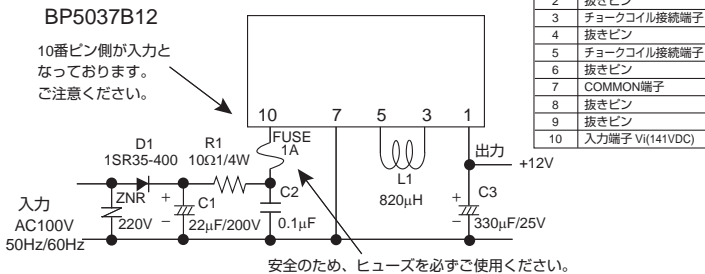 BP5037B12
10番ピン側が入力と
なっております。
ご注意ください。
2 抜きピン
3 チョークコイル接続端子
4 抜きピン
5 チョークコイル接続端子
6 抜きピン
7 COMMON端子
8 抜きピン
9 抜きピン
10 入力端子 Vi(141VDC)
10 7 5 3 1
FUSE
1A
D1
1SR35-400
R1
10Ω1/4W
L1
820μH
出力
+12V
入力
AC100V
50Hz/60Hz
ZNR
220V
+
−
C1
22μF/200V
C2
0.1μF
+
−
C3
330μF/25V
安全のため、ヒューズを必ずご使用ください。